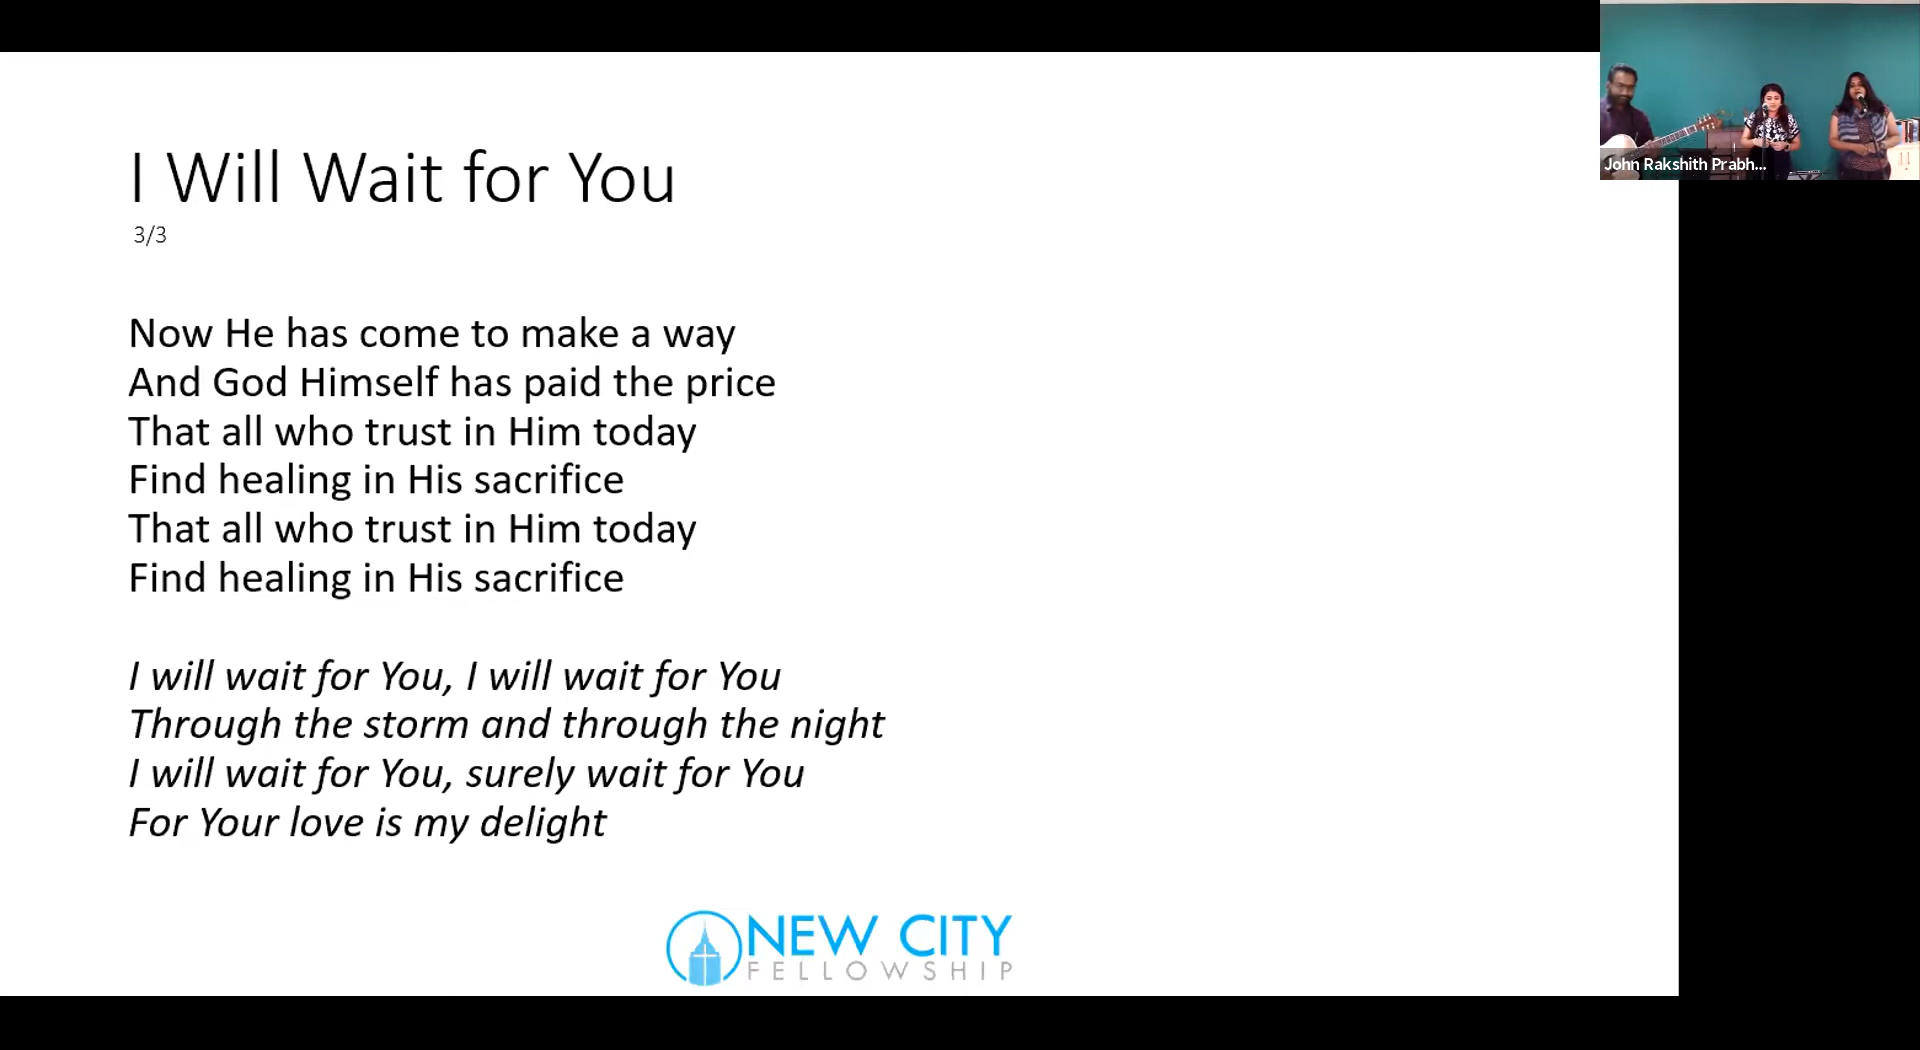 I Will Wait for You
3/3
Now He has come to make a way
And God Himself has paid the price
That all who trust in Him today
Find healing in His sacrifice
That all who trust in Him today
Find healing in His sacrifice
I will wait for You, I will wait for You
Through the storm and through the night
I will wait for You, surely wait for You
For Your love is my delight
NEW CITY
FELLOWSHIP
John Rakshith Prabh...